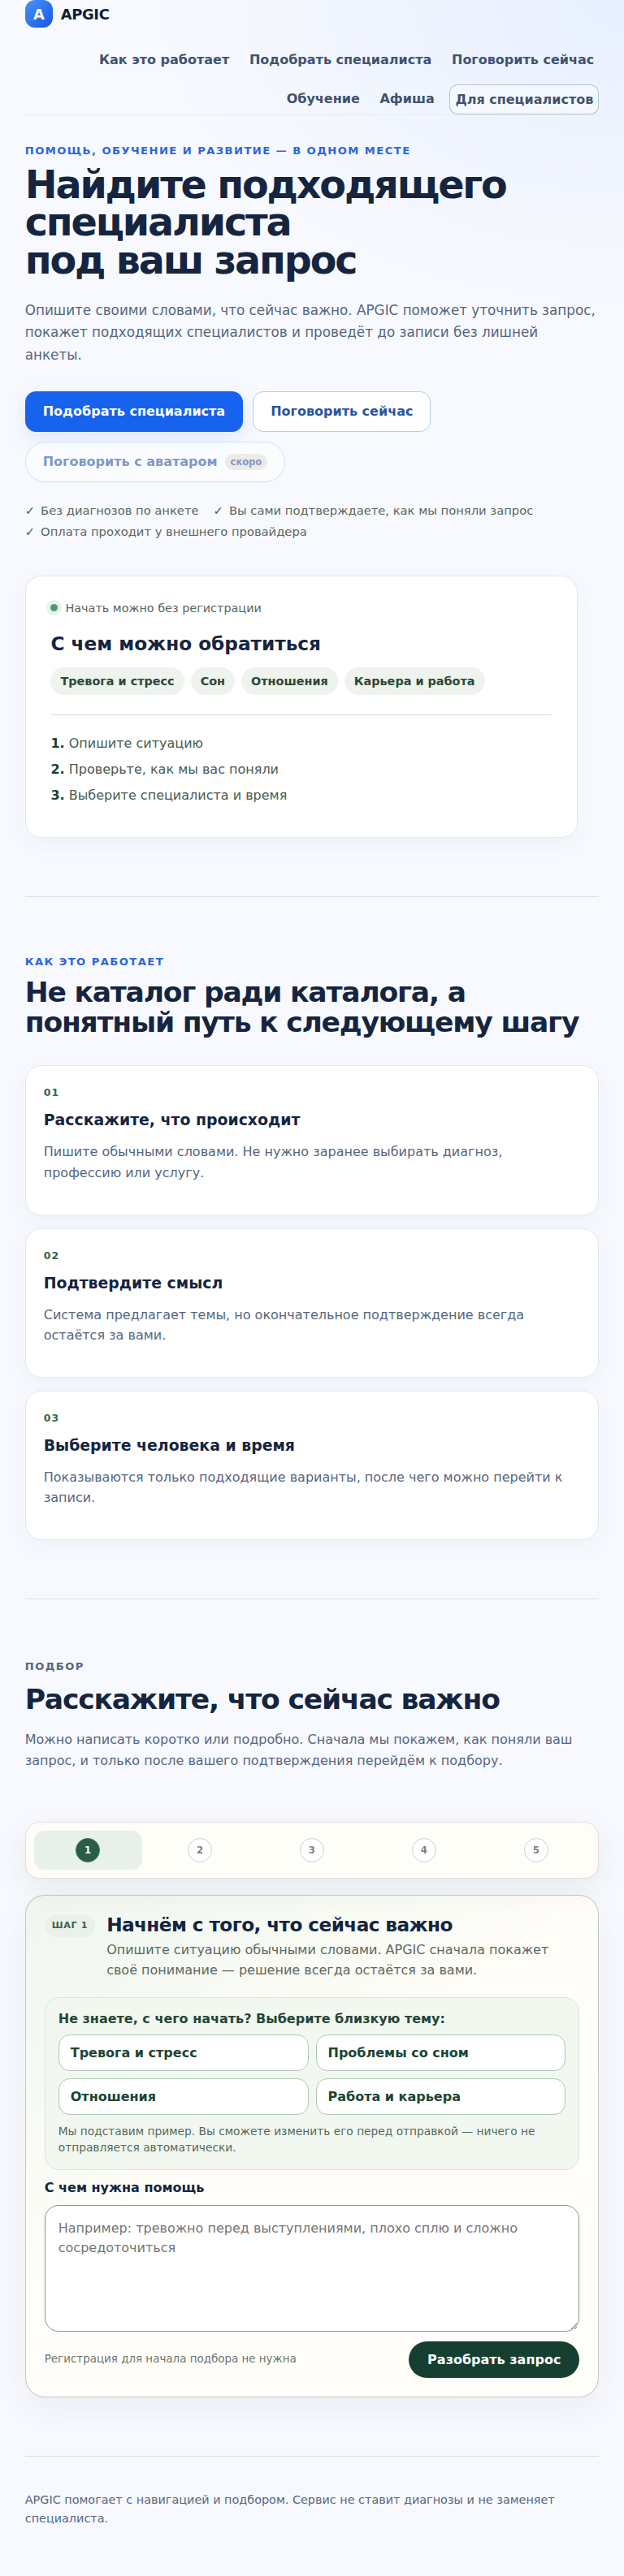 A APGIC
Как это работает Подобрать специалиста Поговорить сейчас
Обучение Афиша Для специалистов
ПОМОЩЬ, ОБУЧЕНИЕ И РАЗВИТИЕ — В ОДНОМ МЕСТЕ
Найдите подходящего
специалиста
под ваш запрос
Опишите своими словами, что сейчас важно. APGIC поможет уточнить запрос,
покажет подходящих специалистов и проведёт до записи без лишней
анкеты.
Подобрать специалиста Поговорить сейчас
Поговорить с аватаром скоро
✓ Без диагнозов по анкете ✓ Вы сами подтверждаете, как мы поняли запрос
✓ Оплата проходит у внешнего провайдера
Начать можно без регистрации
С чем можно обратиться
Тревога и стресс Сон Отношения Карьера и работа
1. Опишите ситуацию
2. Проверьте, как мы вас поняли
3. Выберите специалиста и время
КАК ЭТО РАБОТАЕТ
Не каталог ради каталога, а
понятный путь к следующему шагу
01
Расскажите, что происходит
Пишите обычными словами. Не нужно заранее выбирать диагноз,
профессию или услугу.
02
Подтвердите смысл
Система предлагает темы, но окончательное подтверждение всегда
остаётся за вами.
03
Выберите человека и время
Показываются только подходящие варианты, после чего можно перейти к
записи.
ПОДБОР
Расскажите, что сейчас важно
Можно написать коротко или подробно. Сначала мы покажем, как поняли ваш
запрос, и только после вашего подтверждения перейдём к подбору.
1 2 3 4 5
ШАГ 1 Начнём с того, что сейчас важно
Опишите ситуацию обычными словами. APGIC сначала покажет
своё понимание — решение всегда остаётся за вами.
Не знаете, с чего начать? Выберите близкую тему:
Тревога и стресс Проблемы со сном
Отношения Работа и карьера
Мы подставим пример. Вы сможете изменить его перед отправкой — ничего не
отправляется автоматически.
С чем нужна помощь
Например: тревожно перед выступлениями, плохо сплю и сложно
сосредоточиться
Регистрация для начала подбора не нужна Разобрать запрос
APGIC помогает с навигацией и подбором. Сервис не ставит диагнозы и не заменяет
специалиста.